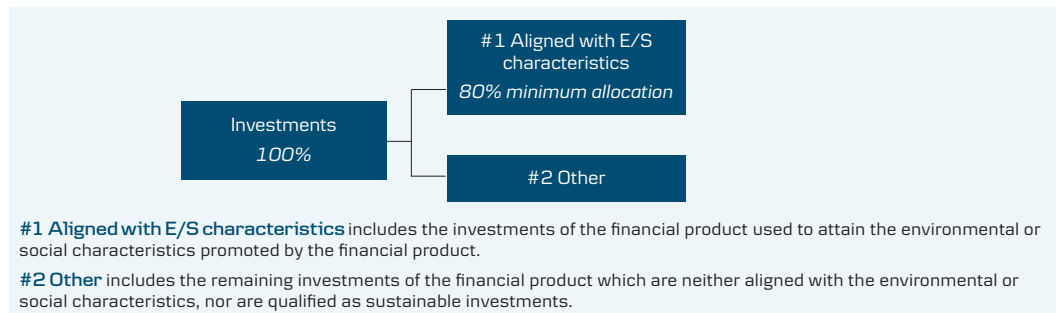 #1 Aligned with E/S
characteristics
80% minimum allocation
Investments
100%
#2 Other
#1 Aligned with E/S characteristics includes the investments of the financial product used to attain the environmental or
social characteristics promoted by the financial product.
#2 Other includes the remaining investments of the financial product which are neither aligned with the environmental or
social characteristics, nor are qualified as sustainable investments.